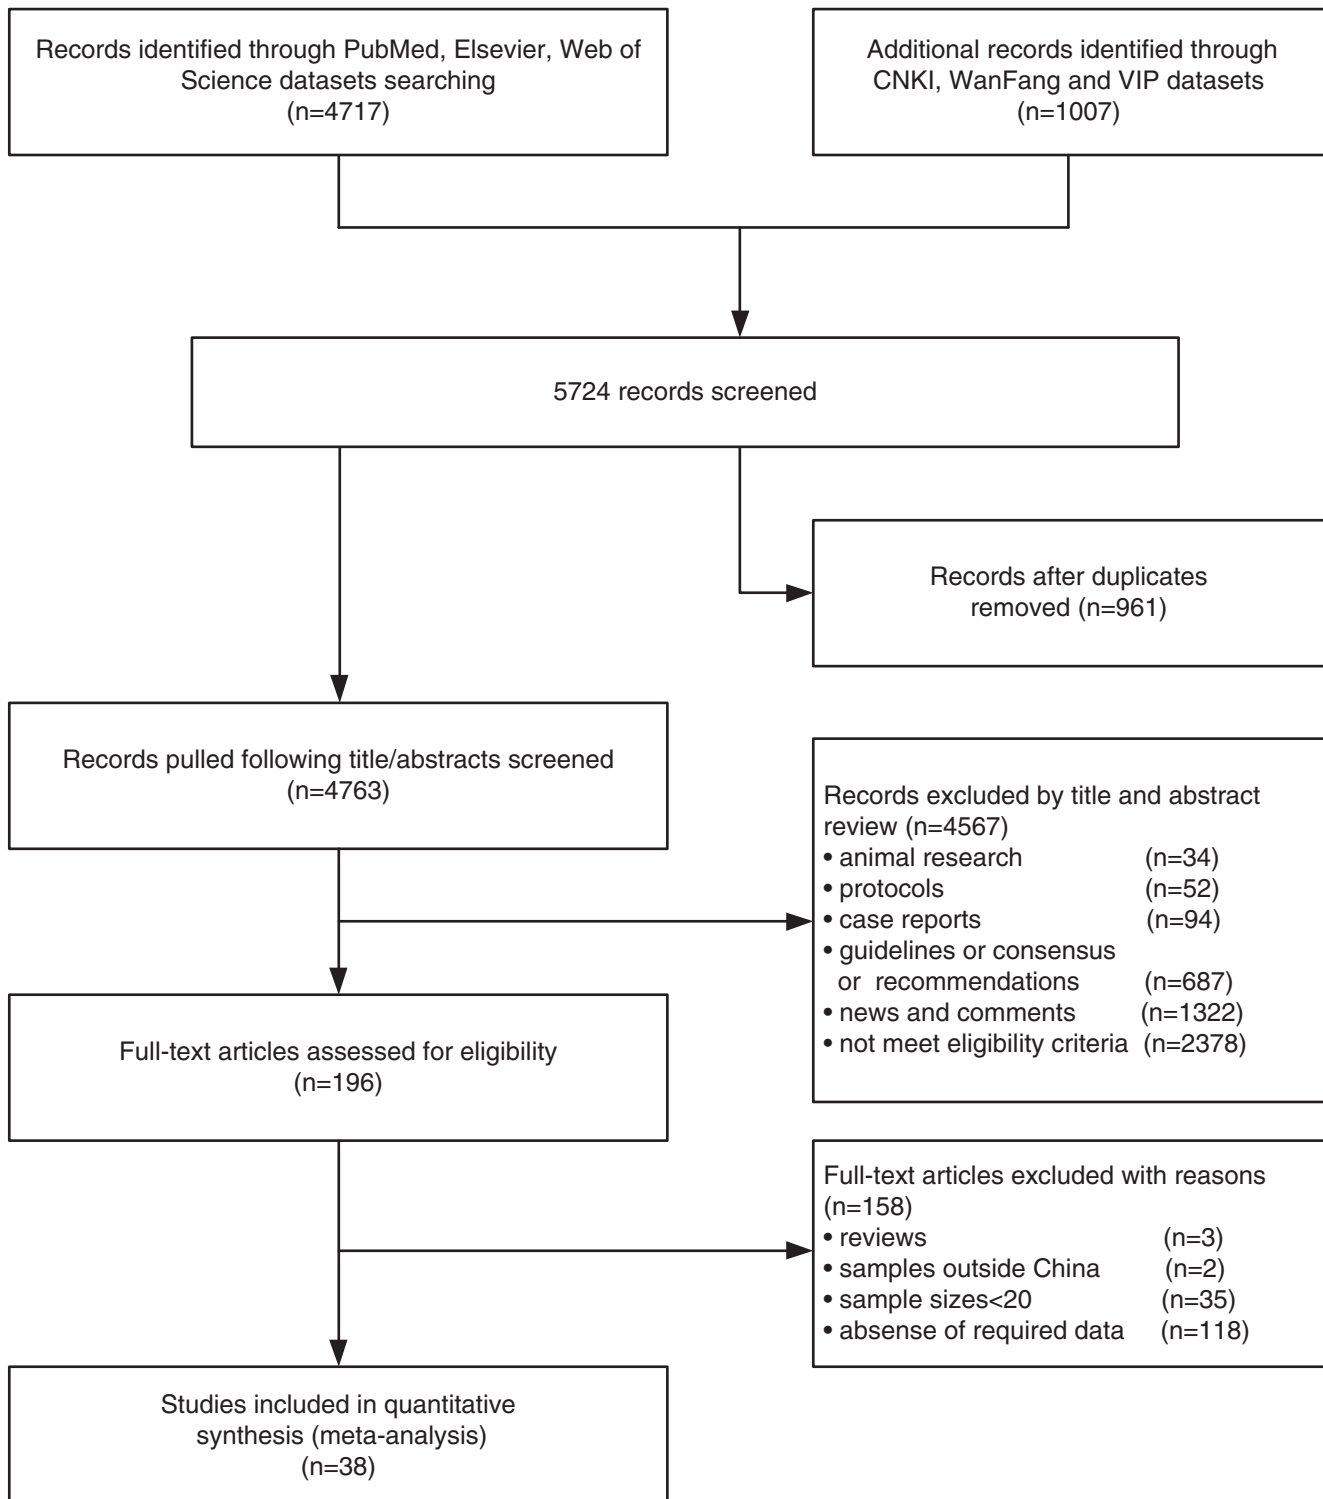 Records identified through PubMed, Elsevier, Web of
Science datasets searching
(n=4717)
Additional records identified through
CNKI, WanFang and VIP datasets
(n=1007)
5724 records screened
Records after duplicates
removed (n=961)
Records pulled following title/abstracts screened
(n=4763)
Records excluded by title and abstract
review (n=4567)
• animal research (n=34)
• protocols (n=52)
• case reports (n=94)
• guidelines or consensus
or recommendations (n=687)
• news and comments (n=1322)
• not meet eligibility criteria (n=2378)
Full-text articles assessed for eligibility
(n=196)
Full-text articles excluded with reasons
(n=158)
• reviews (n=3)
• samples outside China (n=2)
• sample sizes<20 (n=35)
• absense of required data (n=118)
Studies included in quantitative
synthesis (meta-analysis)
(n=38)